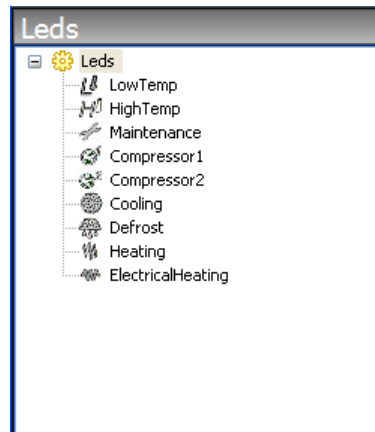 Leds
Leds
LowTemp
HighTemp
Maintenance
Compressor1
Compressor2
Cooling
Defrost
Heating
ElectricalHeating